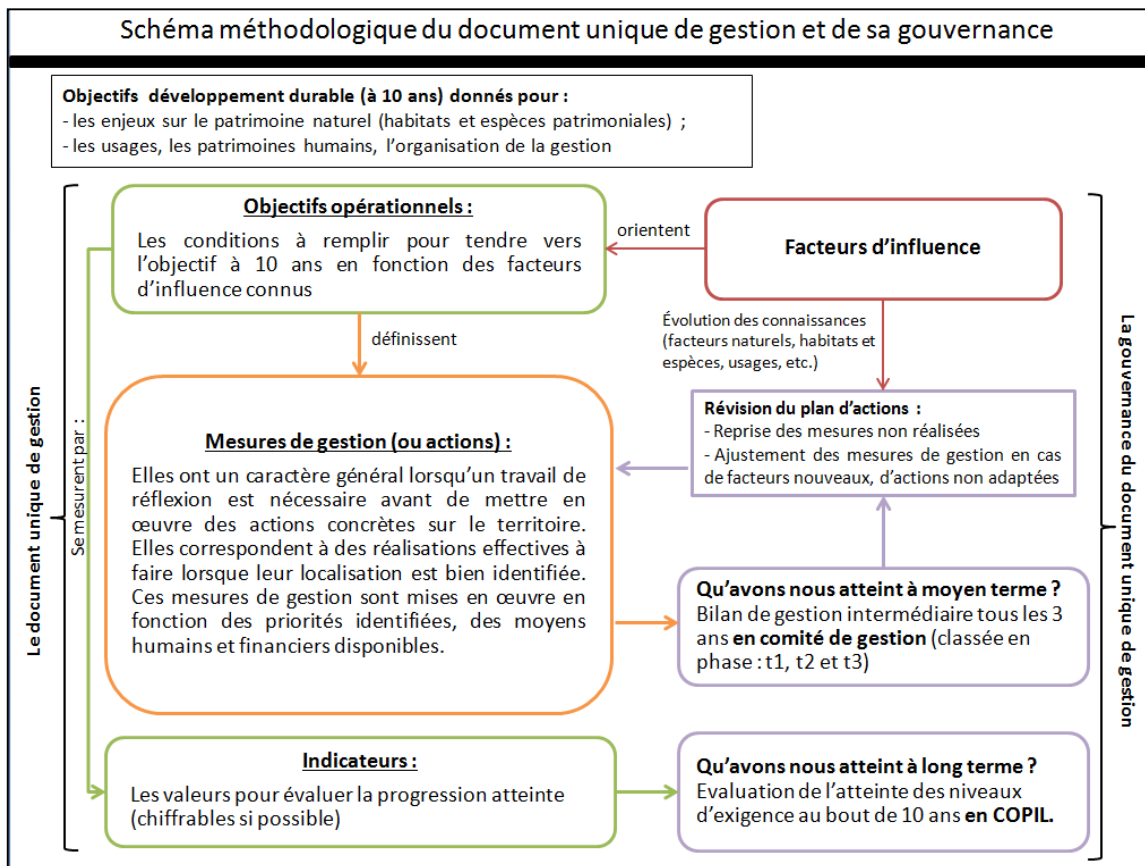 Schéma méthodologique du document unique de gestion et de sa gouvernance
Objectifs développement durable (à 10 ans) donnés pour :
- les enjeux sur le patrimoine naturel (habitats et espèces patrimoniales) ;
- les usages, les patrimoines humains, l'organisation de la gestion
Le document unique de gestion
Se mesurent par :
Objectifs opérationnels :
Les conditions à remplir pour tendre vers
l'objectif à 10 ans en fonction des facteurs
d'influence connus
orientent
Facteurs d'influence
définissent
Évolution des connaissances
(facteurs naturels, habitats et
espèces, usages, etc.)
Mesures de gestion (ou actions) :
Elles ont un caractère général lorsqu'un travail de
réflexion est nécessaire avant de mettre en
œuvre des actions concrètes sur le territoire.
Elles correspondent à des réalisations effectives à
faire lorsque leur localisation est bien identifiée.
Ces mesures de gestion sont mises en œuvre en
fonction des priorités identifiées, des moyens
humains et financiers disponibles.
Révision du plan d'actions :
- Reprise des mesures non réalisées
- Ajustement des mesures de gestion en cas
de facteurs nouveaux, d'actions non adaptées
Qu'avons nous atteint à moyen terme ?
Bilan de gestion intermédiaire tous les 3
ans en comité de gestion (classée en
phase : t1, t2 et t3)
Indicateurs :
Les valeurs pour évaluer la progression atteinte
(chiffrables si possible)
Qu'avons nous atteint à long terme ?
Evaluation de l'atteinte des niveaux
d'exigence au bout de 10 ans en COPIL.
La gouvernance du document unique de gestion